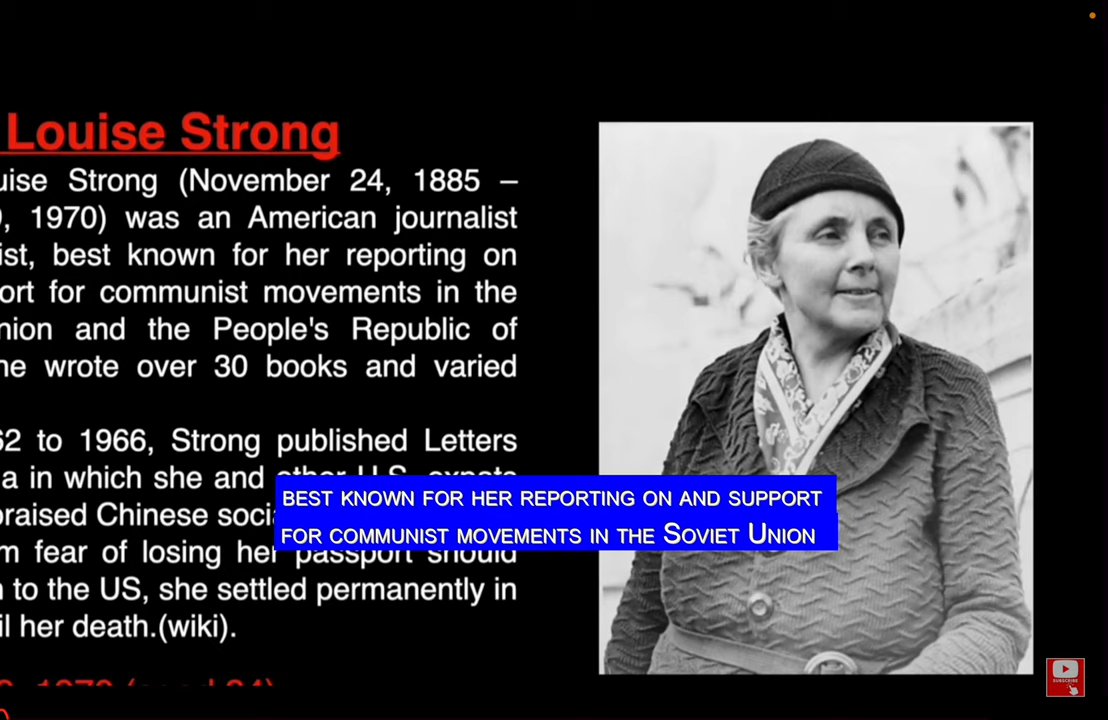 Louise Strong
uise Strong (November 24, 1885 –
9, 1970) was an American journalist
ist, best known for her reporting on
ort for communist movements in the
nion and the People's Republic of
he wrote over 30 books and varied
62 to 1966, Strong published Letters
a in which she and other U.S. expats
praised Chinese soci
BEST KNOWN FOR HER REPORTING ON AND SUPPORT
FOR COMMUNIST MOVEMENTS IN THE SOVIET UNION
m fear of losing her passport should
n to the US, she settled permanently in
il her death.(wiki).
SUBSCRIBE